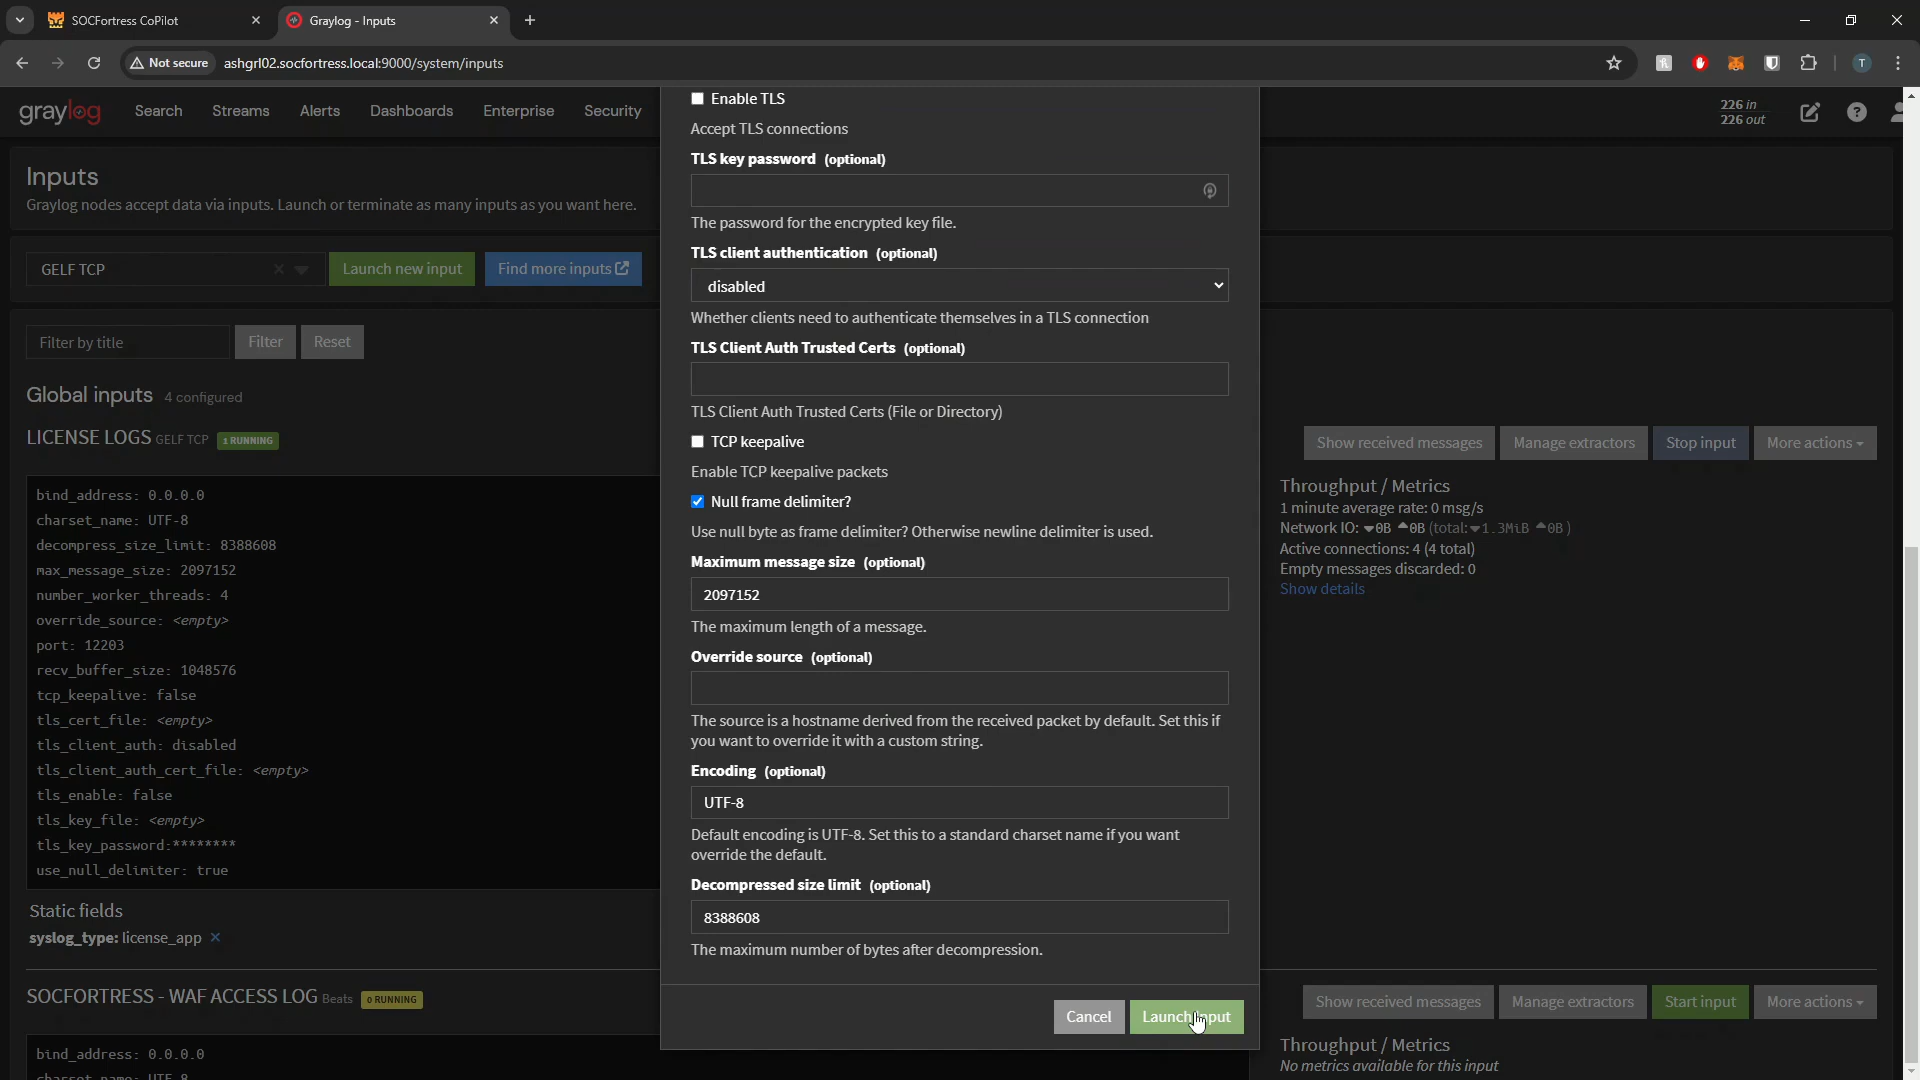 SOCFortress CoPilot
Graylog - Inputs
Not secure
ashgrl02.socfortress.local:9000/system/inputs
T
graylog
Search
Streams
Alerts
Dashboards
Enterprise
Security
226 in
226 out
Inputs
Graylog nodes accept data via inputs. Launch or terminate as many inputs as you want here.
GELF TCP
Launch new input
Find more inputs
Filter by title
Filter
Reset
Global inputs 4 configured
LICENSE LOGS GELF TCP 1 RUNNING
bind_address: 0.0.0.0
charset_name: UTF-8
decompress_size_limit: 8388608
max_message_size: 2097152
number_worker_threads: 4
override_source: <empty>
port: 12203
recv_buffer_size: 1048576
tcp_keepalive: false
tls_cert_file: <empty>
tls_client_auth: disabled
tls_client_auth_cert_file: <empty>
tls_enable: false
tls_key_file: <empty>
tls_key_password:********
use_null_delimiter: true
Static fields
syslog_type: license_app
SOCFORTRESS - WAF ACCESS LOG Beats 0 RUNNING
bind_address: 0.0.0.0
charset_name: UTF-8
Enable TLS
Accept TLS connections
TLS key password (optional)
The password for the encrypted key file.
TLS client authentication (optional)
disabled
Whether clients need to authenticate themselves in a TLS connection
TLS Client Auth Trusted Certs (optional)
TLS Client Auth Trusted Certs (File or Directory)
TCP keepalive
Enable TCP keepalive packets
Null frame delimiter?
Use null byte as frame delimiter? Otherwise newline delimiter is used.
Maximum message size (optional)
2097152
The maximum length of a message.
Override source (optional)
The source is a hostname derived from the received packet by default. Set this if
you want to override it with a custom string.
Encoding (optional)
UTF-8
Default encoding is UTF-8. Set this to a standard charset name if you want
override the default.
Decompressed size limit (optional)
8388608
The maximum number of bytes after decompression.
Cancel
Launch Input
Show received messages
Manage extractors
Stop input
More actions
Throughput / Metrics
1 minute average rate: 0 msg/s
Network IO: 0B 0B (total: 1.3MiB 0B )
Active connections: 4 (4 total)
Empty messages discarded: 0
Show details
Show received messages
Manage extractors
Start input
More actions
Throughput / Metrics
No metrics available for this input